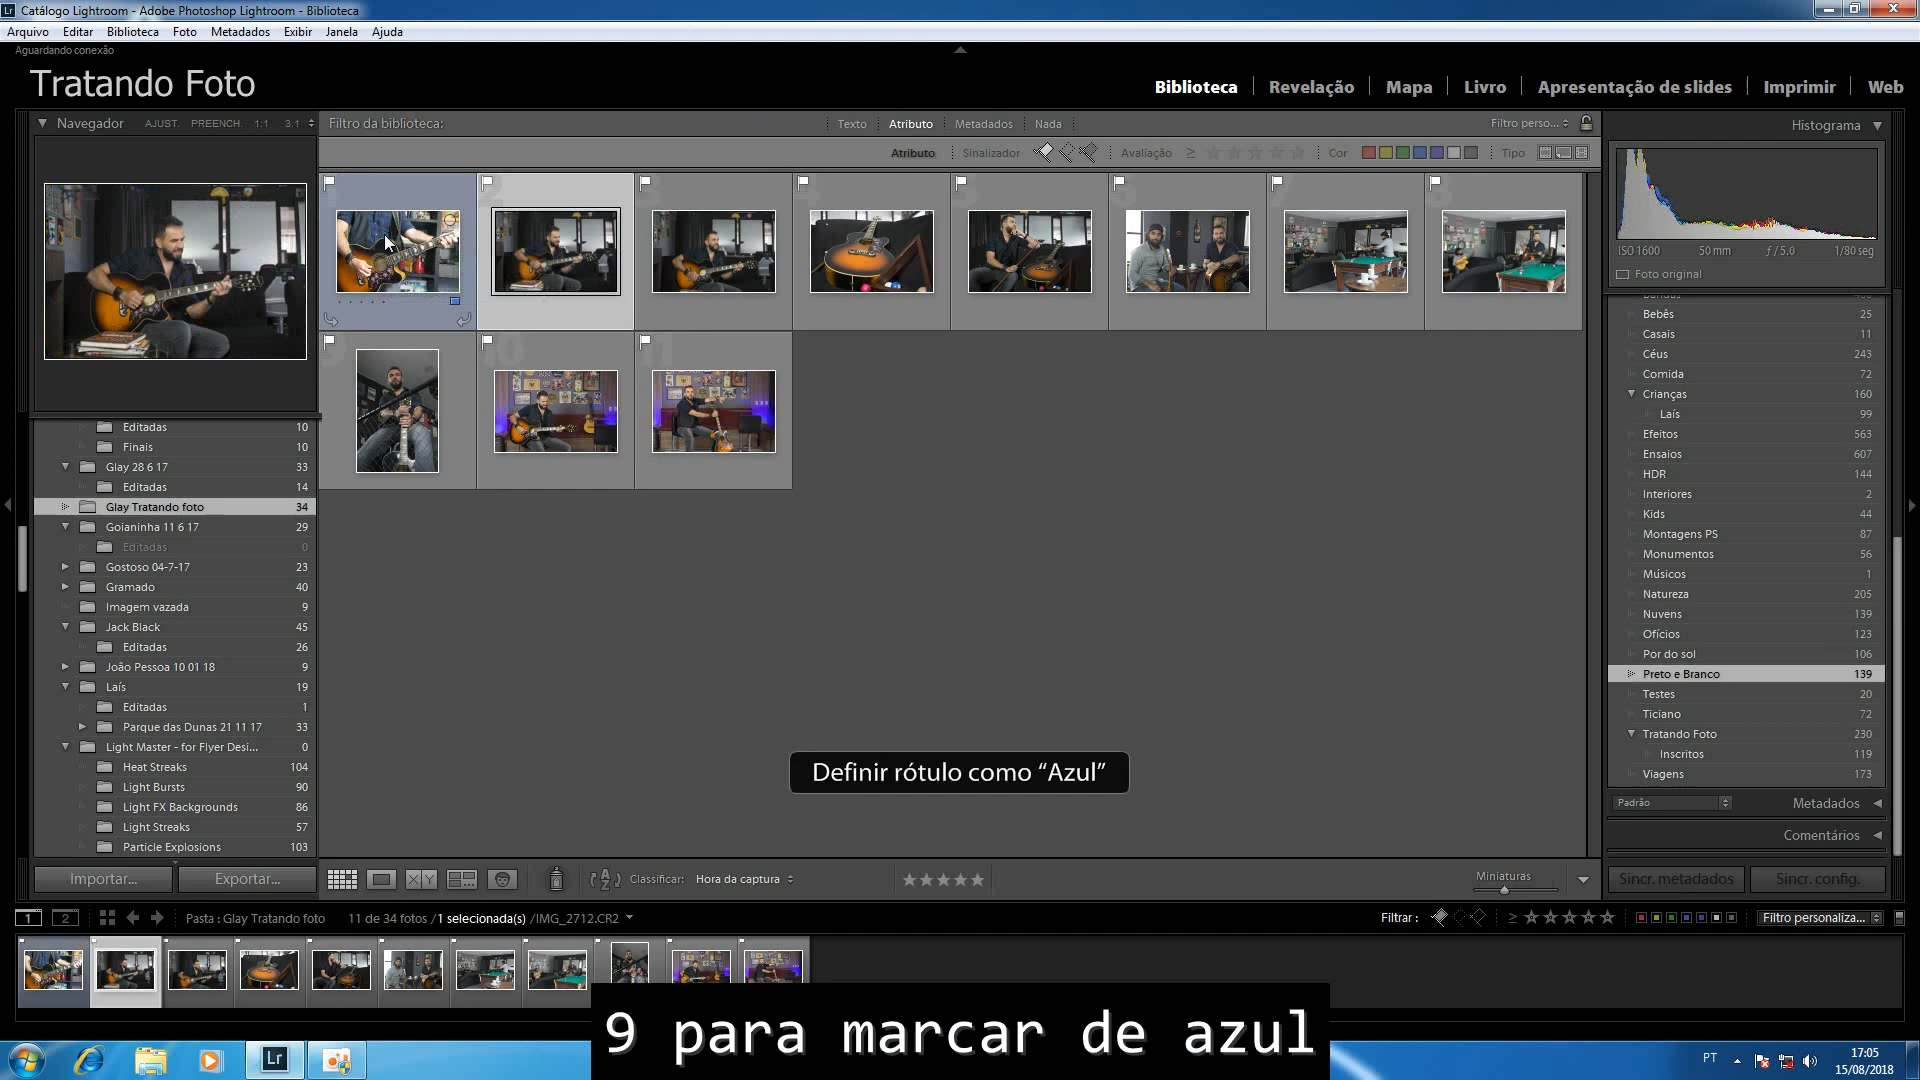 Catálogo Lightroom - Adobe Photoshop Lightroom - Biblioteca
Arquivo Editar Biblioteca Foto Metadados Exibir Janela Ajuda
Aguardando conexão
Tratando Foto
Biblioteca Revelação Mapa Livro Apresentação de slides Imprimir Web
Navegador AJUST. PREENCH. 1:1 3:1
Filtro da biblioteca: Texto Atributo Metadados Nada Filtro perso...
Histograma
Atributo Sinalizador Avaliação ≥ Cor Tipo
ISO 1600 50 mm ƒ / 5.0 1/80 seg
Foto original
Bebês 25
Casais 11
Céus 243
Comida 72
Crianças 160
Laís 99
Efeitos 563
Ensaios 607
HDR 144
Interiores 2
Kids 44
Montagens PS 87
Monumentos 56
Músicos 1
Natureza 205
Nuvens 139
Ofícios 123
Por do sol 106
Preto e Branco 139
Testes 20
Ticiano 72
Tratando Foto 230
Inscritos 119
Viagens 173
Padrão Metadados
Comentários
Sincr. metadados Sincr. config.
Editadas 10
Finais 10
Glay 28 6 17 33
Editadas 14
Glay Tratando foto 34
Goianinha 11 6 17 29
Editadas 0
Gostoso 04-7-17 23
Gramado 40
Imagem vazada 9
Jack Black 45
Editadas 26
João Pessoa 10 01 18 9
Laís 19
Editadas 1
Parque das Dunas 21 11 17 33
Light Master - for Flyer Desi... 0
Heat Streaks 104
Light Bursts 90
Light FX Backgrounds 86
Light Streaks 57
Particle Explosions 103
Importar... Exportar...
Definir rótulo como “Azul”
Classificar: Hora da captura
Miniaturas
1 2 Pasta : Glay Tratando foto 11 de 34 fotos /1 selecionada(s) /IMG_2712.CR2
Filtrar : ≥ Filtro personaliza...
9 para marcar de azul
Lr
PT 17:05
15/08/2018